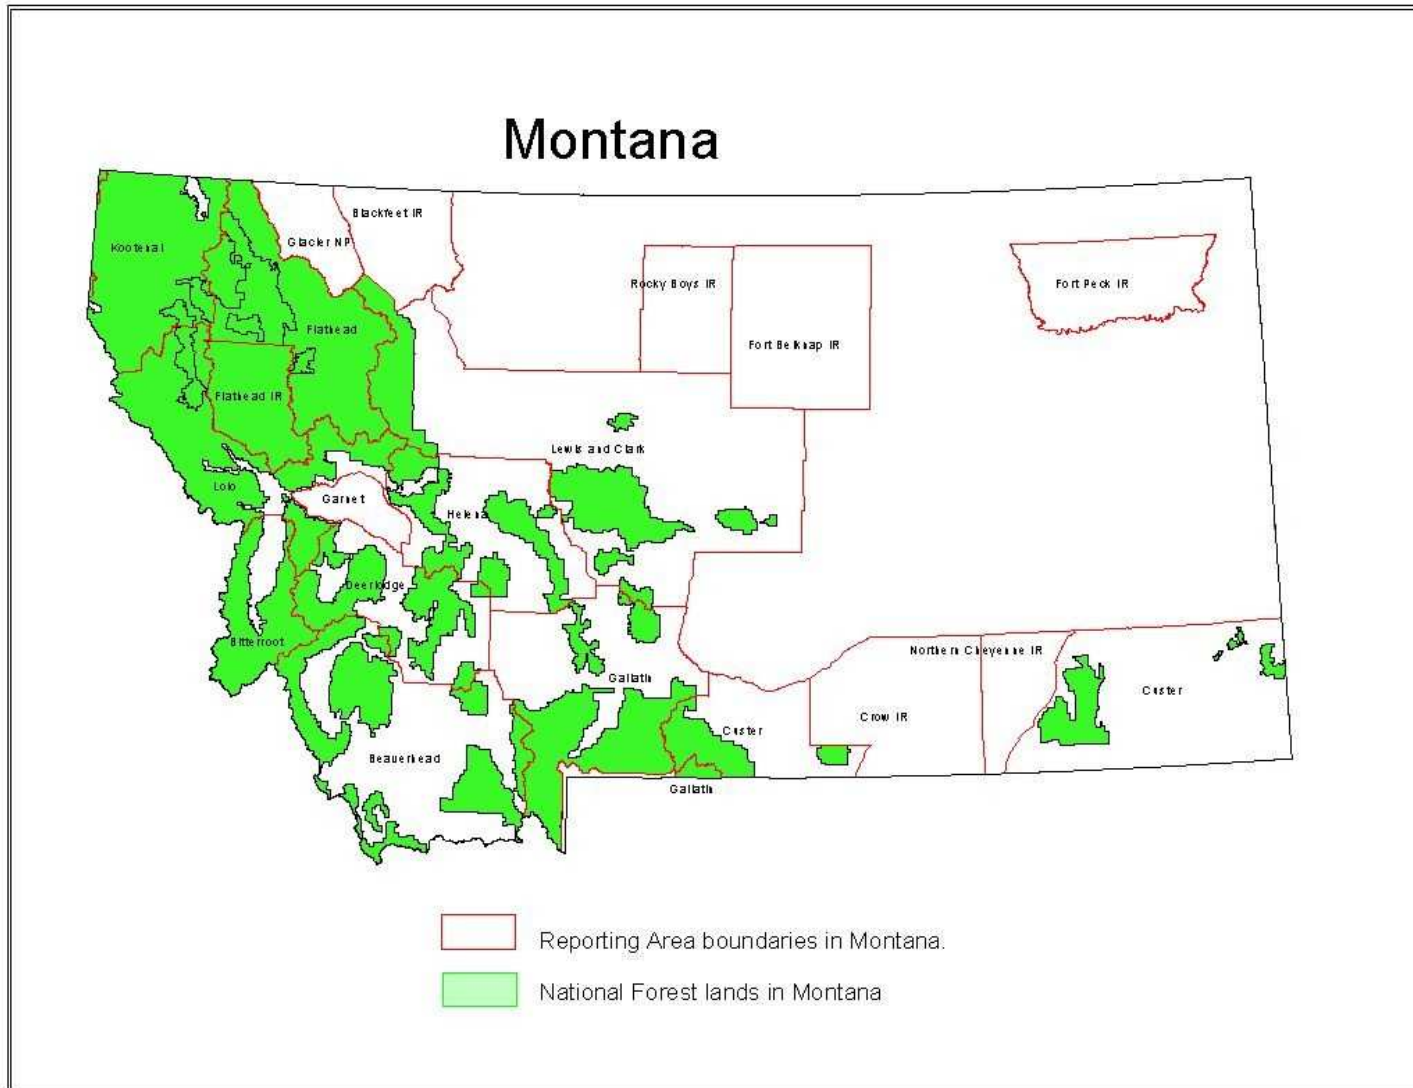 Montana
Blackfeet IR
Glacier NP
Kootenai
Rocky Boys IR
Fort Peck IR
Flathead
Fort Belknap IR
Flathead IR
Lewis and Clark
Lolo
Garnet
Helena
Deerlodge
Bitterroot
Northern Cheyenne IR
Gallatin
Custer
Crow IR
Custer
Beaverhead
Gallatin
Reporting Area boundaries in Montana.
National Forest lands in Montana